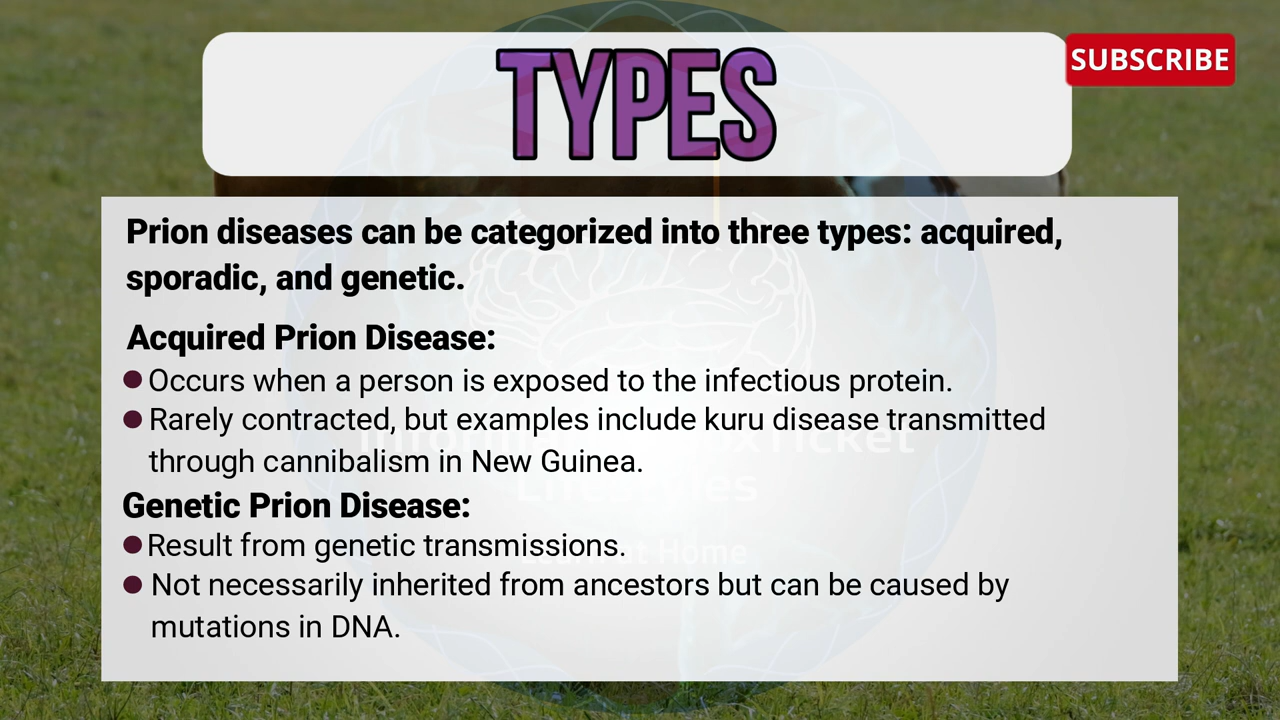 TYPES
SUBSCRIBE
Prion diseases can be categorized into three types: acquired,
sporadic, and genetic.
Acquired Prion Disease:
Occurs when a person is exposed to the infectious protein.
Rarely contracted, but examples include kuru disease transmitted
through cannibalism in New Guinea.
Genetic Prion Disease:
Result from genetic transmissions.
Not necessarily inherited from ancestors but can be caused by
mutations in DNA.